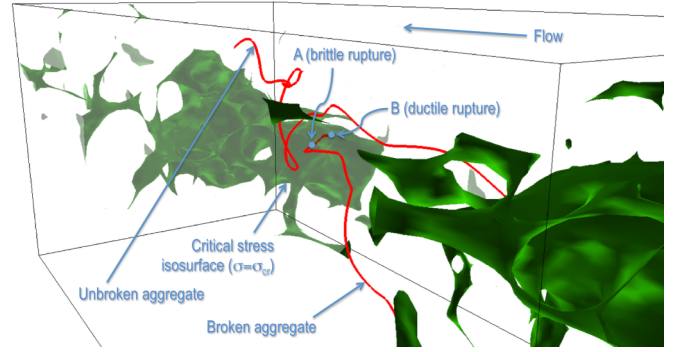 Flow
A (brittle rupture)
B (ductile rupture)
Critical stress
isosurface (σ=σcr)
Unbroken aggregate
Broken aggregate